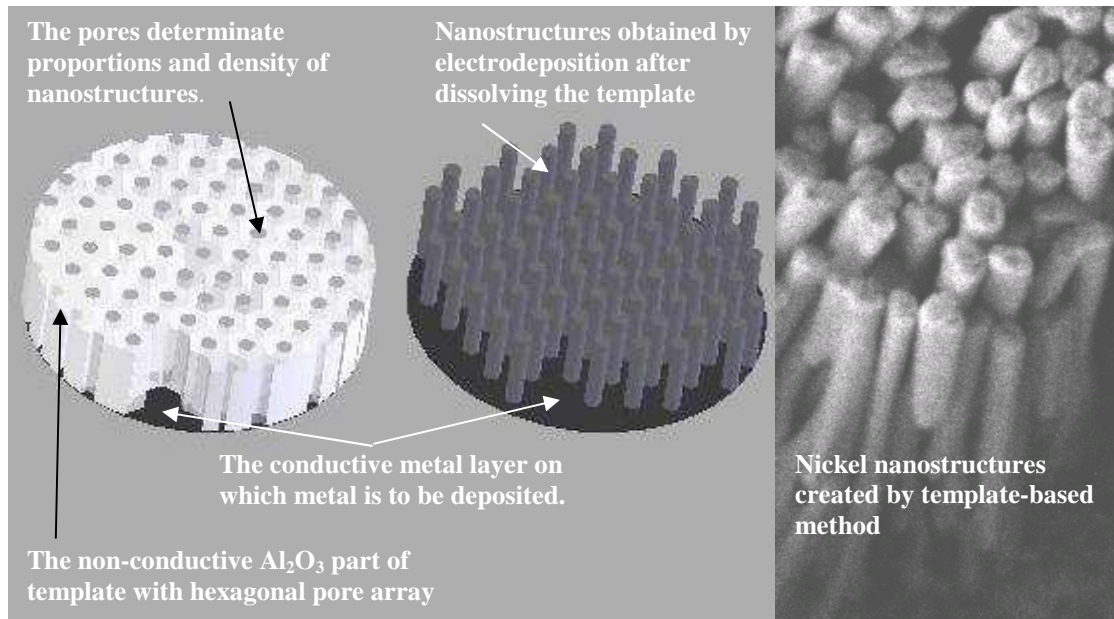 The pores determinate
proportions and density of
nanostructures.
Nanostructures obtained by
electrodeposition after
dissolving the template
The conductive metal layer on
which metal is to be deposited.
Nickel nanostructures
created by template-based
method
The non-conductive Al₂O₃ part of
template with hexagonal pore array